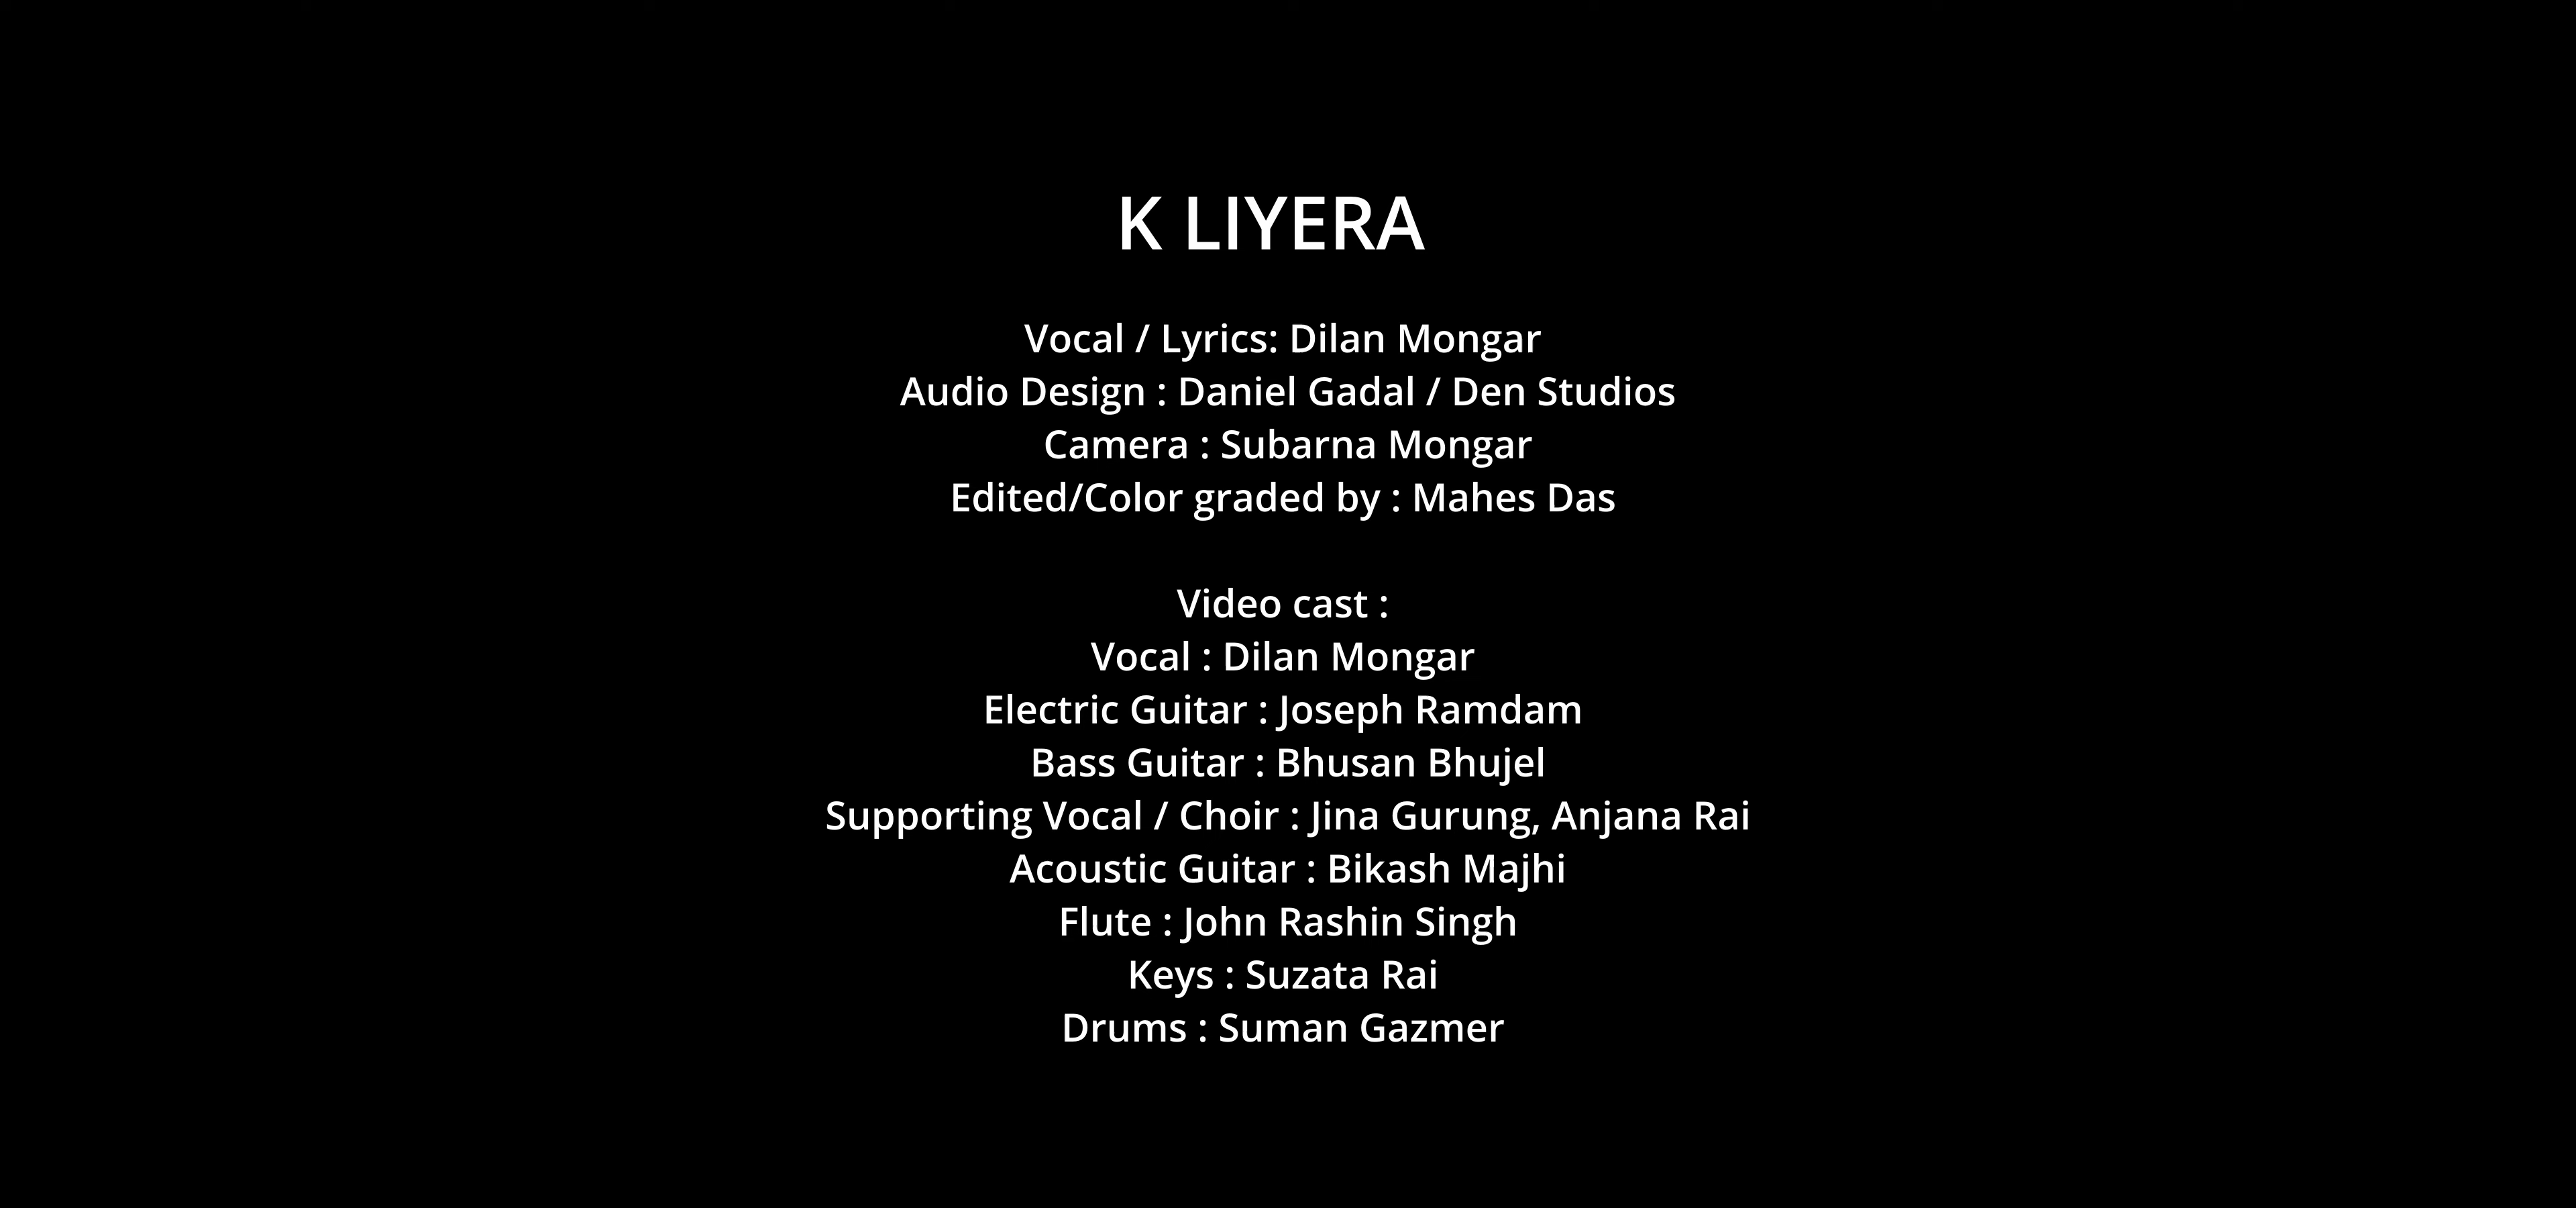 K LIYERA
Vocal / Lyrics: Dilan Mongar
Audio Design : Daniel Gadal / Den Studios
Camera : Subarna Mongar
Edited/Color graded by : Mahes Das
Video cast :
Vocal : Dilan Mongar
Electric Guitar : Joseph Ramdam
Bass Guitar : Bhusan Bhujel
Supporting Vocal / Choir : Jina Gurung, Anjana Rai
Acoustic Guitar : Bikash Majhi
Flute : John Rashin Singh
Keys : Suzata Rai
Drums : Suman Gazmer